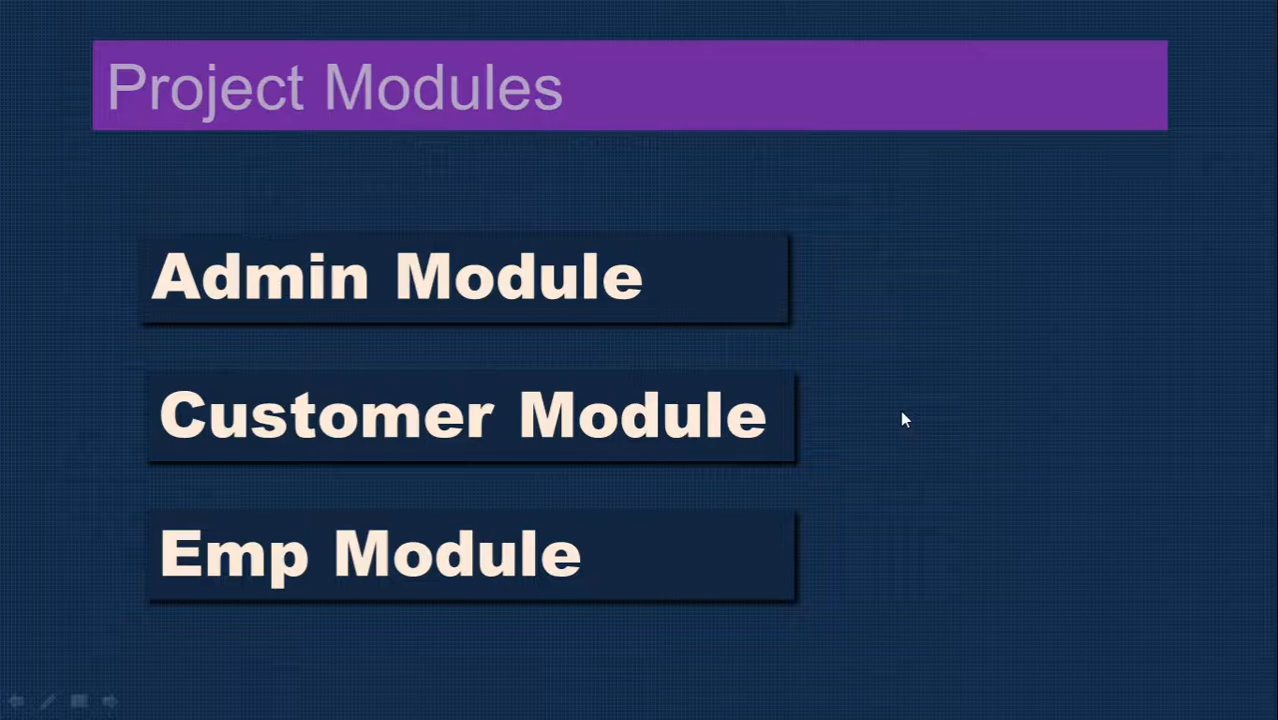 Project Modules
Admin Module
Customer Module
Emp Module